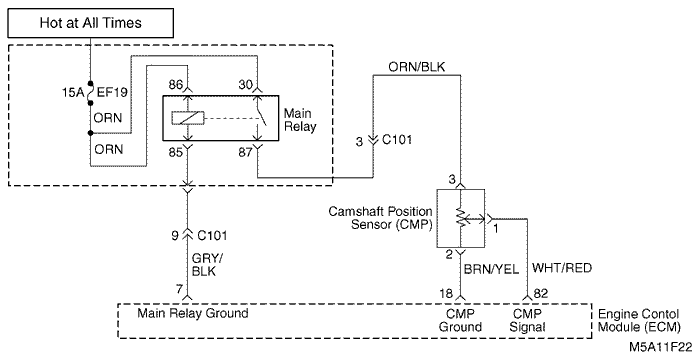 Hot at All Times
ORN/BLK
15A EF19
86
30
ORN
Main
Relay
ORN
85
87
3 C101
3
Camshaft Position
Sensor (CMP)
1
9 C101
2
GRY/
BLK
BRN/YEL
WHT/RED
7
18
82
Main Relay Ground
CMP
Ground
CMP
Signal
Engine Contol
Module (ECM)
M5A11F22